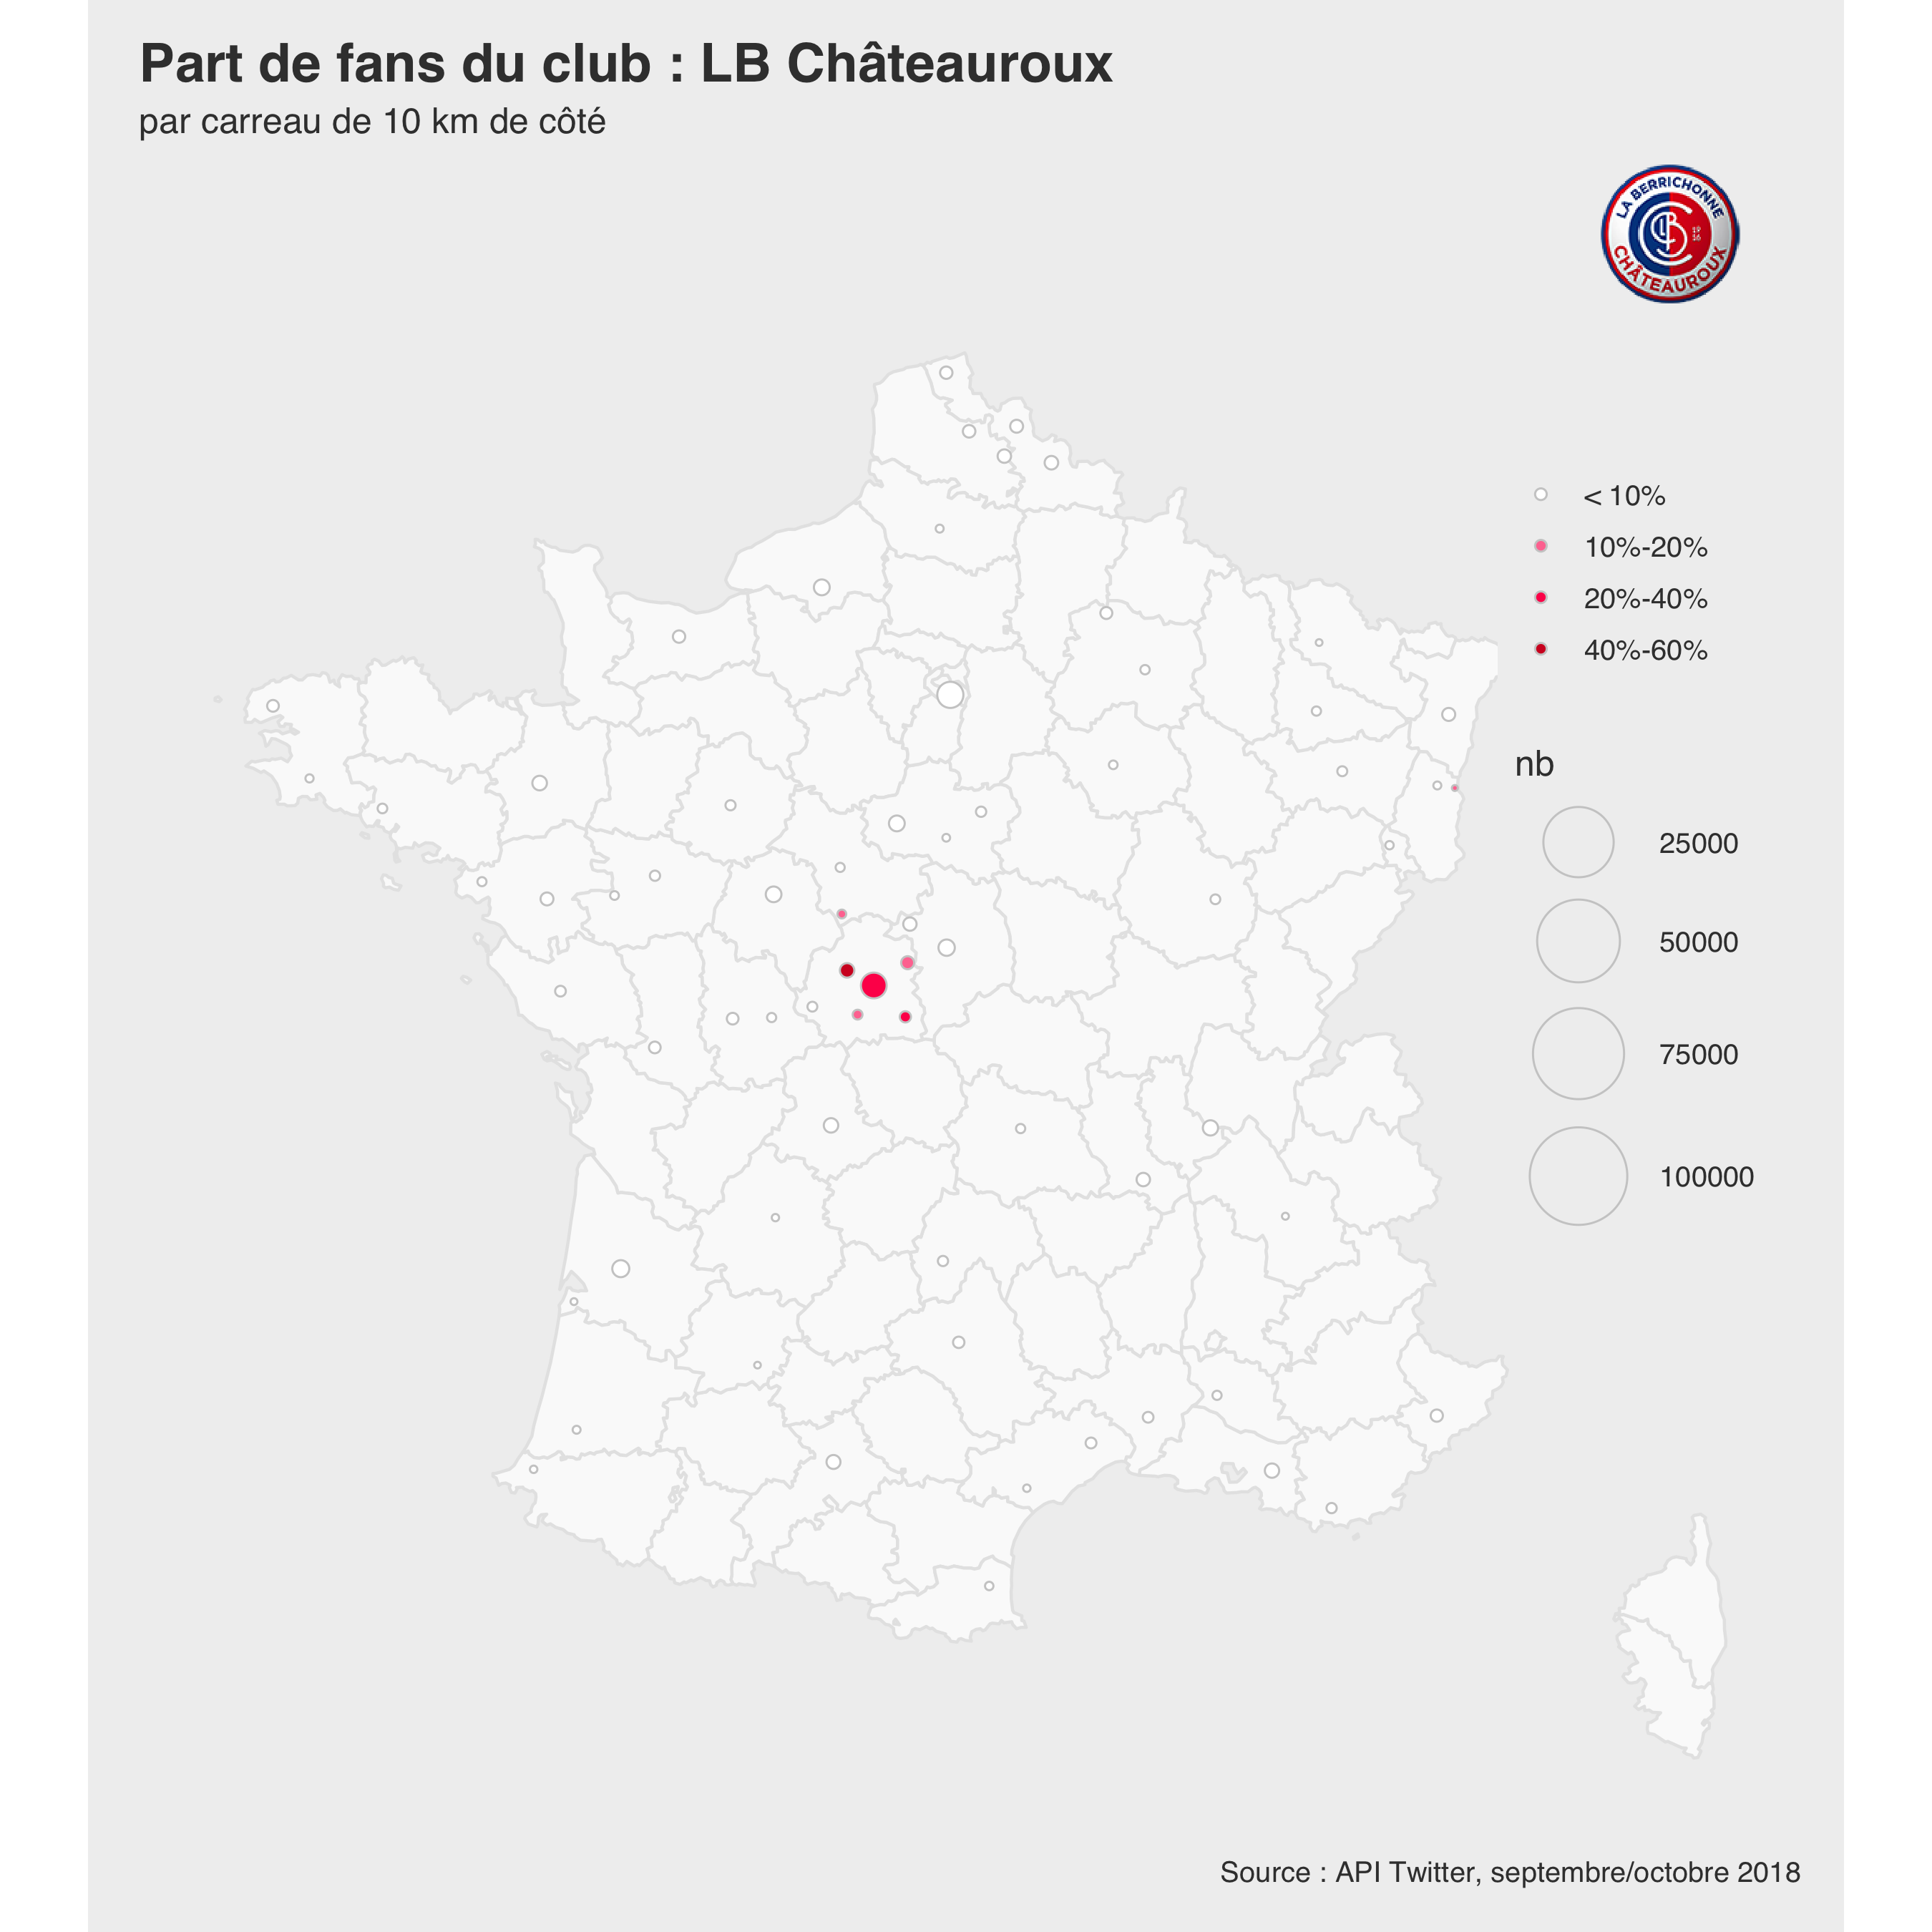 Part de fans du club : LB Châteauroux
par carreau de 10 km de côté
LA BERRICHONNE
19
16
CHÂTEAUROUX
< 10%
10%-20%
20%-40%
40%-60%
nb
25000
50000
75000
100000
Source : API Twitter, septembre/octobre 2018